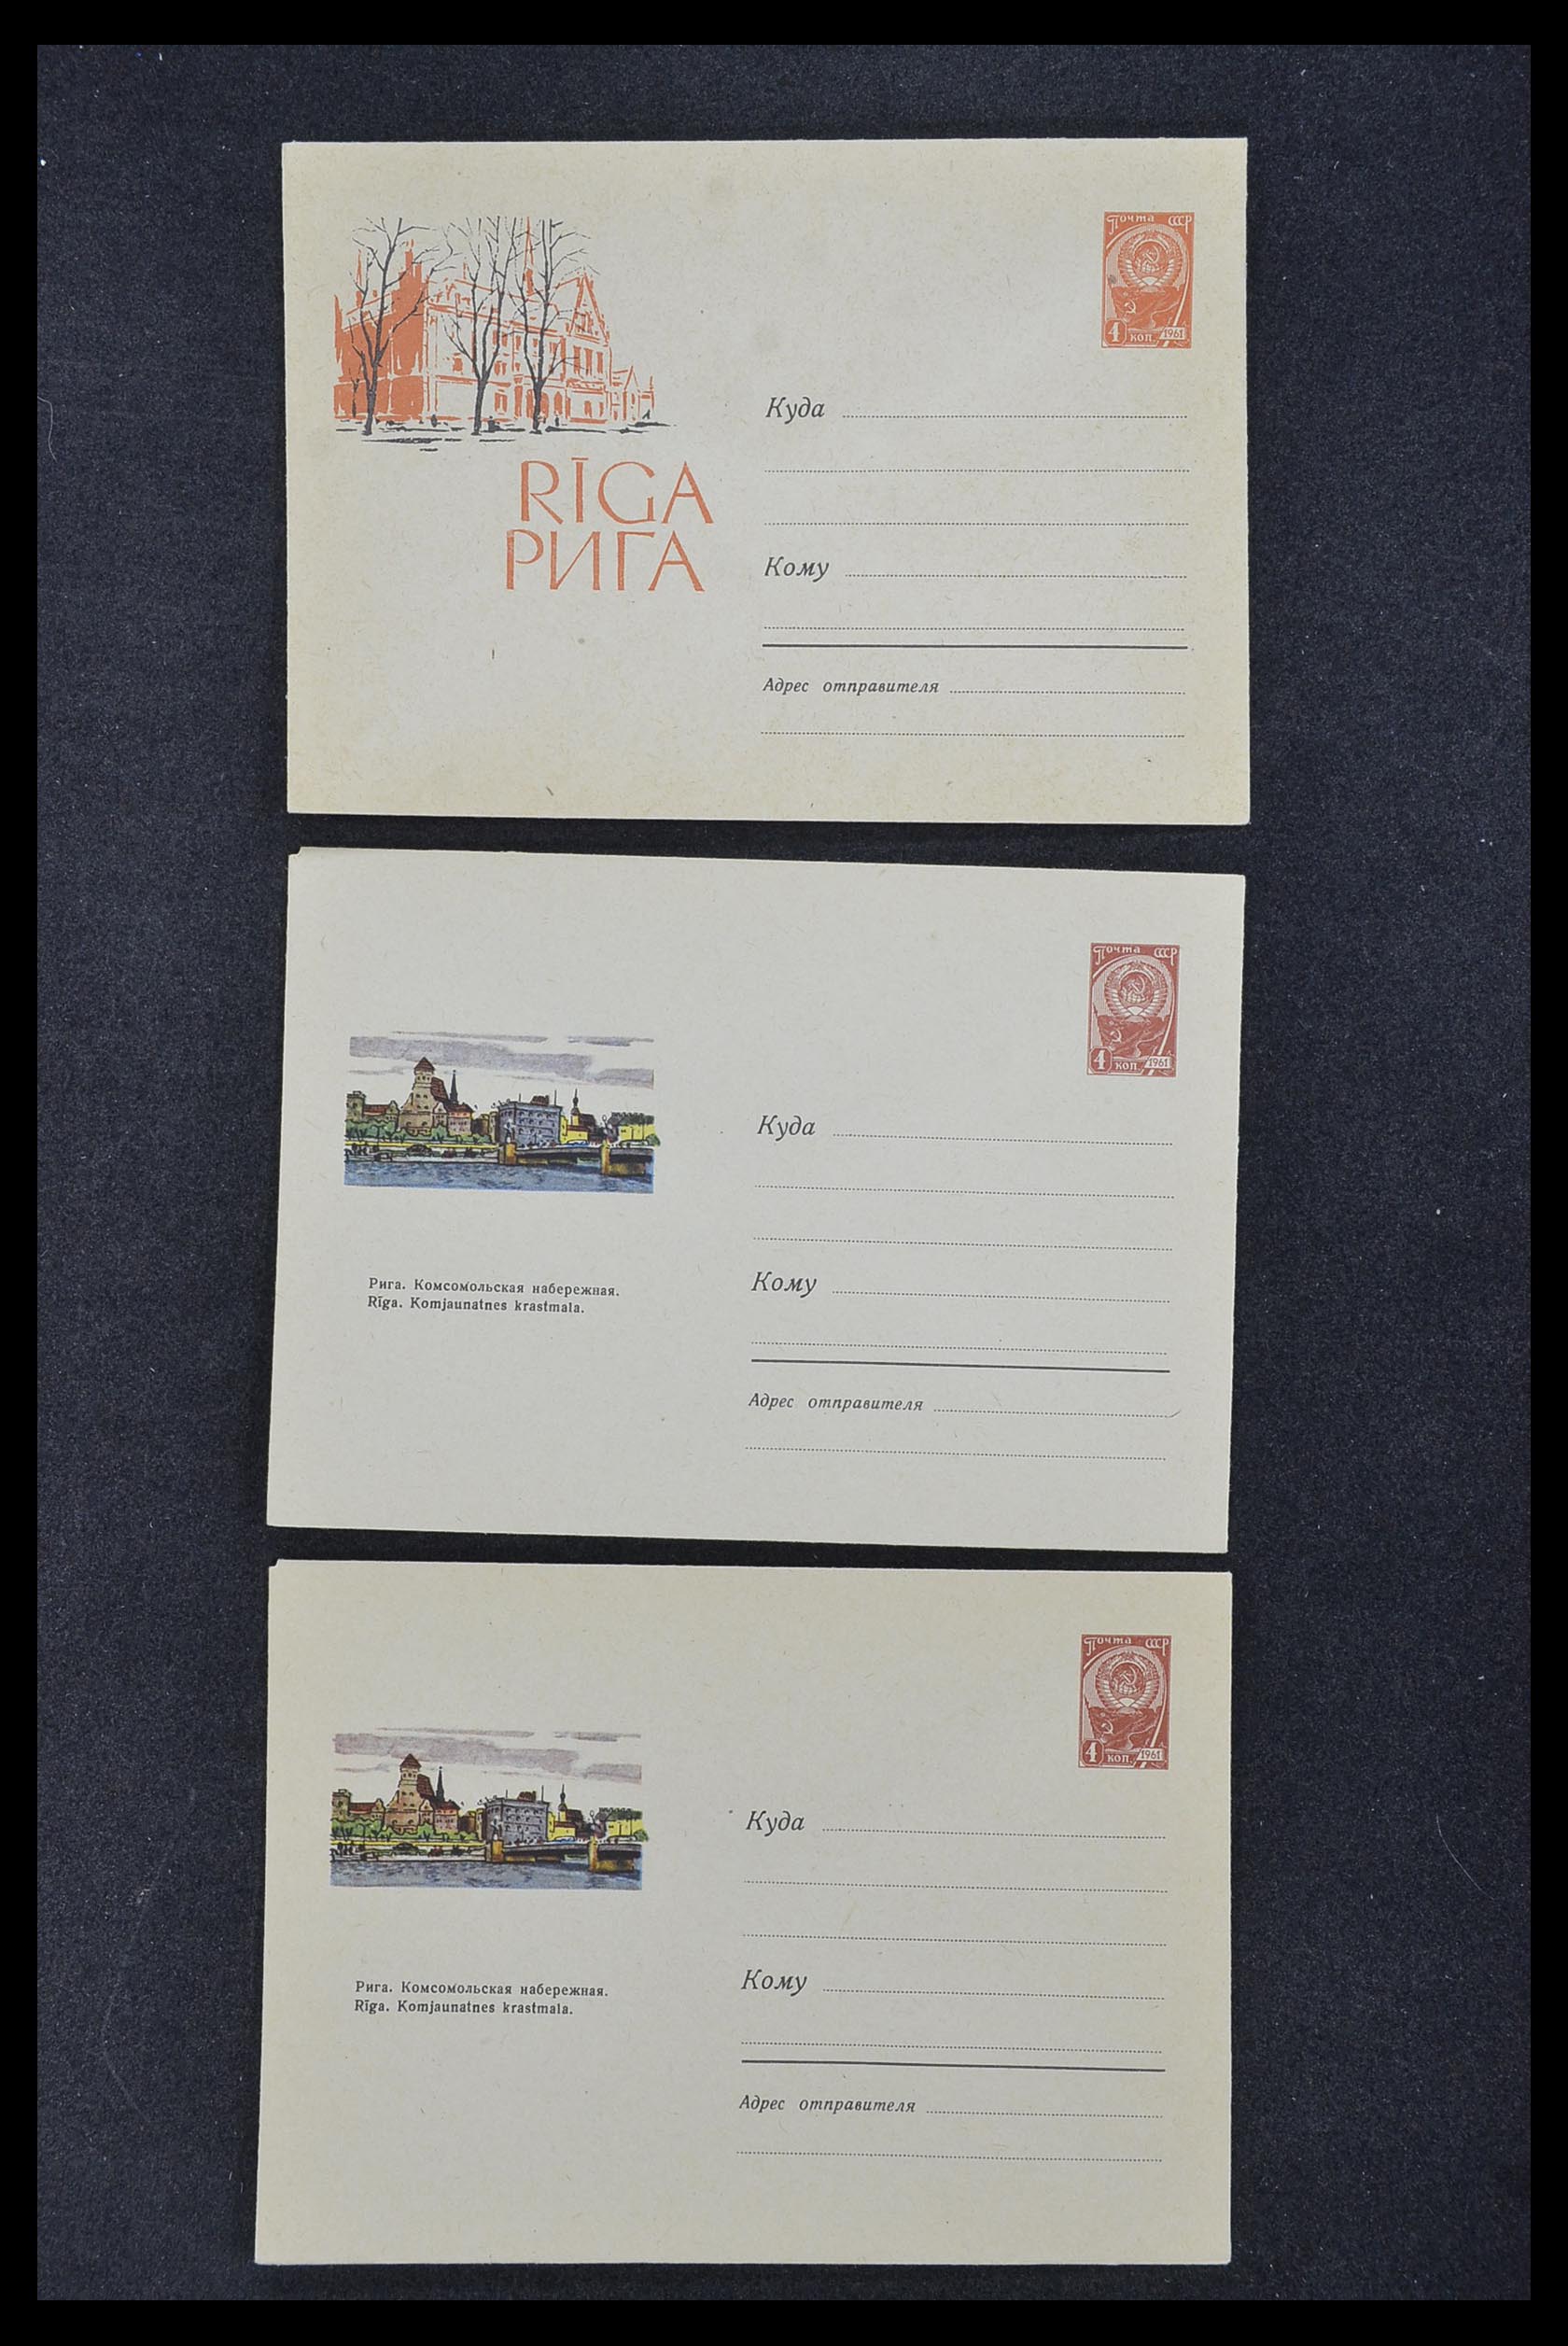 Почта СССР
4 коп. 1961
RĪGA
РИГА
Куда
Кому
Адрес отправителя
Почта СССР
4 коп. 1961
Куда
Кому
Рига. Комсомольская набережная.
Rīga. Komjaunatnes krastmala.
Адрес отправителя
Почта СССР
4 коп. 1961
Куда
Кому
Рига. Комсомольская набережная.
Rīga. Komjaunatnes krastmala.
Адрес отправителя